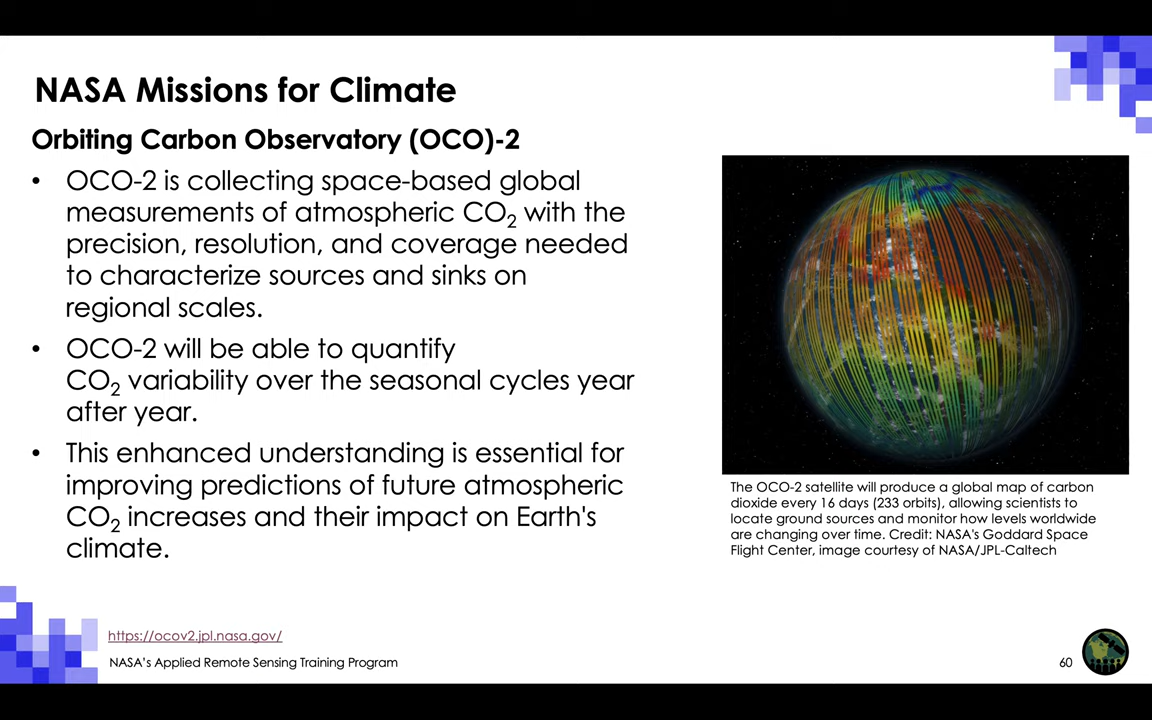 NASA Missions for Climate
Orbiting Carbon Observatory (OCO)-2
• OCO-2 is collecting space-based global
measurements of atmospheric CO₂ with the
precision, resolution, and coverage needed
to characterize sources and sinks on
regional scales.
• OCO-2 will be able to quantify
CO₂ variability over the seasonal cycles year
after year.
• This enhanced understanding is essential for
improving predictions of future atmospheric
CO₂ increases and their impact on Earth's
climate.
The OCO-2 satellite will produce a global map of carbon
dioxide every 16 days (233 orbits), allowing scientists to
locate ground sources and monitor how levels worldwide
are changing over time. Credit: NASA's Goddard Space
Flight Center, image courtesy of NASA/JPL-Caltech
https://ocov2.jpl.nasa.gov/
NASA's Applied Remote Sensing Training Program
60